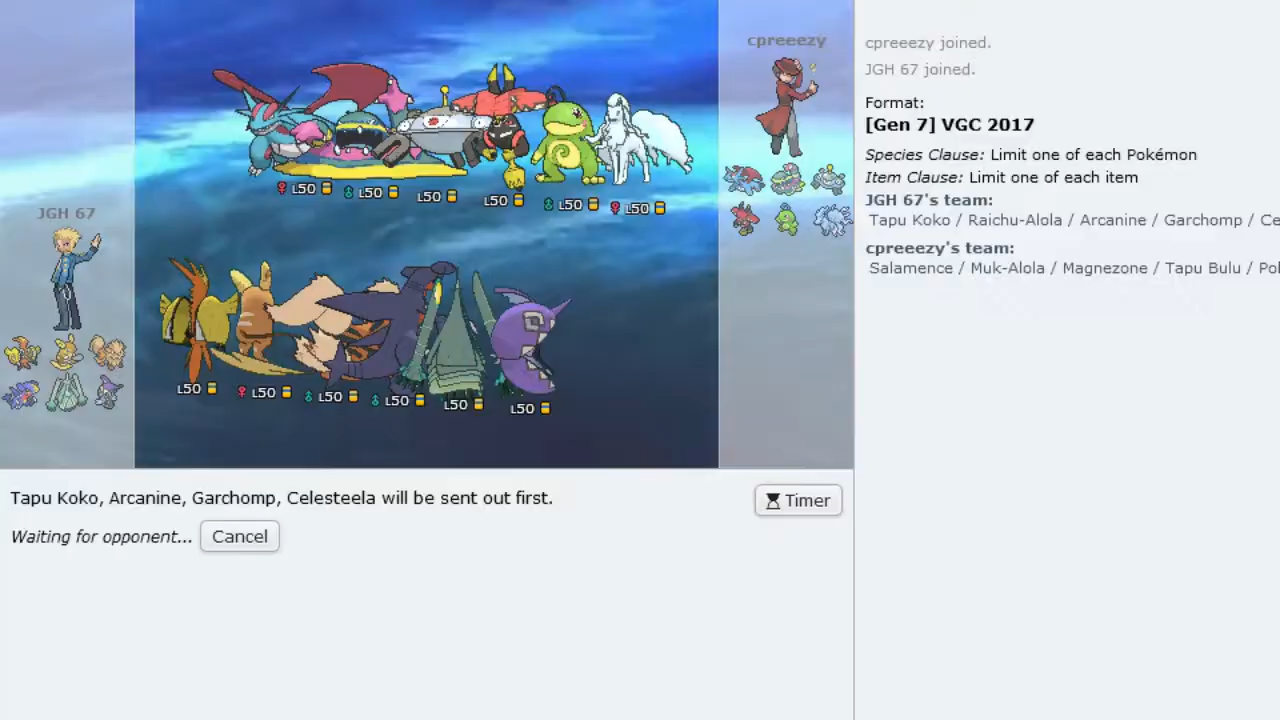 cpreeezy
JGH 67
L50
L50
L50
L50
L50
L50
L50
L50
L50
L50
L50
L50
Tapu Koko, Arcanine, Garchomp, Celesteela will be sent out first.
Timer
Waiting for opponent... Cancel
cpreeezy joined.
JGH 67 joined.
Format:
[Gen 7] VGC 2017
Species Clause: Limit one of each Pokémon
Item Clause: Limit one of each item
JGH 67's team:
Tapu Koko / Raichu-Alola / Arcanine / Garchomp / Ce
cpreeezy's team:
Salamence / Muk-Alola / Magnezone / Tapu Bulu / Pol